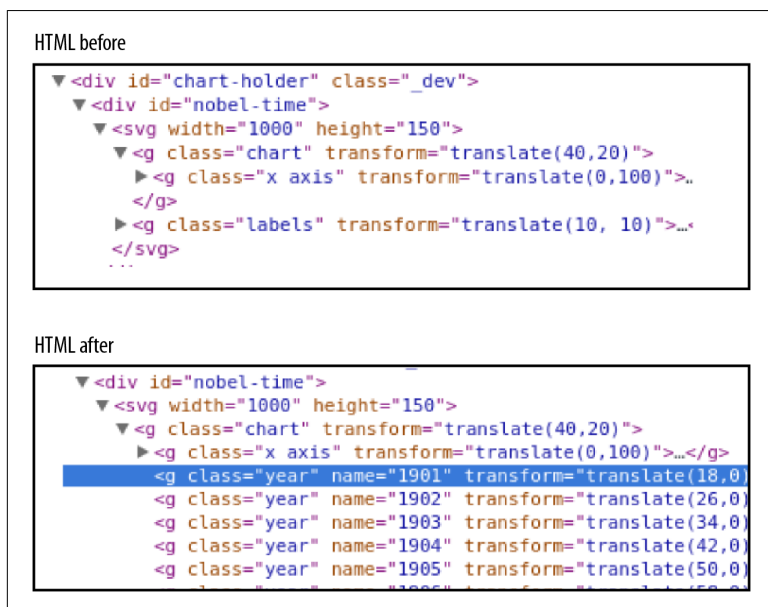 HTML before
▼<div id="chart-holder" class="_dev">
▼<div id="nobel-time">
▼<svg width="1000" height="150">
▼<g class="chart" transform="translate(40,20)">
▶<g class="x axis" transform="translate(0,100)">…
</g>
▶<g class="labels" transform="translate(10, 10)">…<
</svg>
HTML after
▼<div id="nobel-time">
▼<svg width="1000" height="150">
▼<g class="chart" transform="translate(40,20)">
▶<g class="x axis" transform="translate(0,100)">…</g>
<g class="year" name="1901" transform="translate(18,0)
<g class="year" name="1902" transform="translate(26,0)
<g class="year" name="1903" transform="translate(34,0)
<g class="year" name="1904" transform="translate(42,0)
<g class="year" name="1905" transform="translate(50,0)